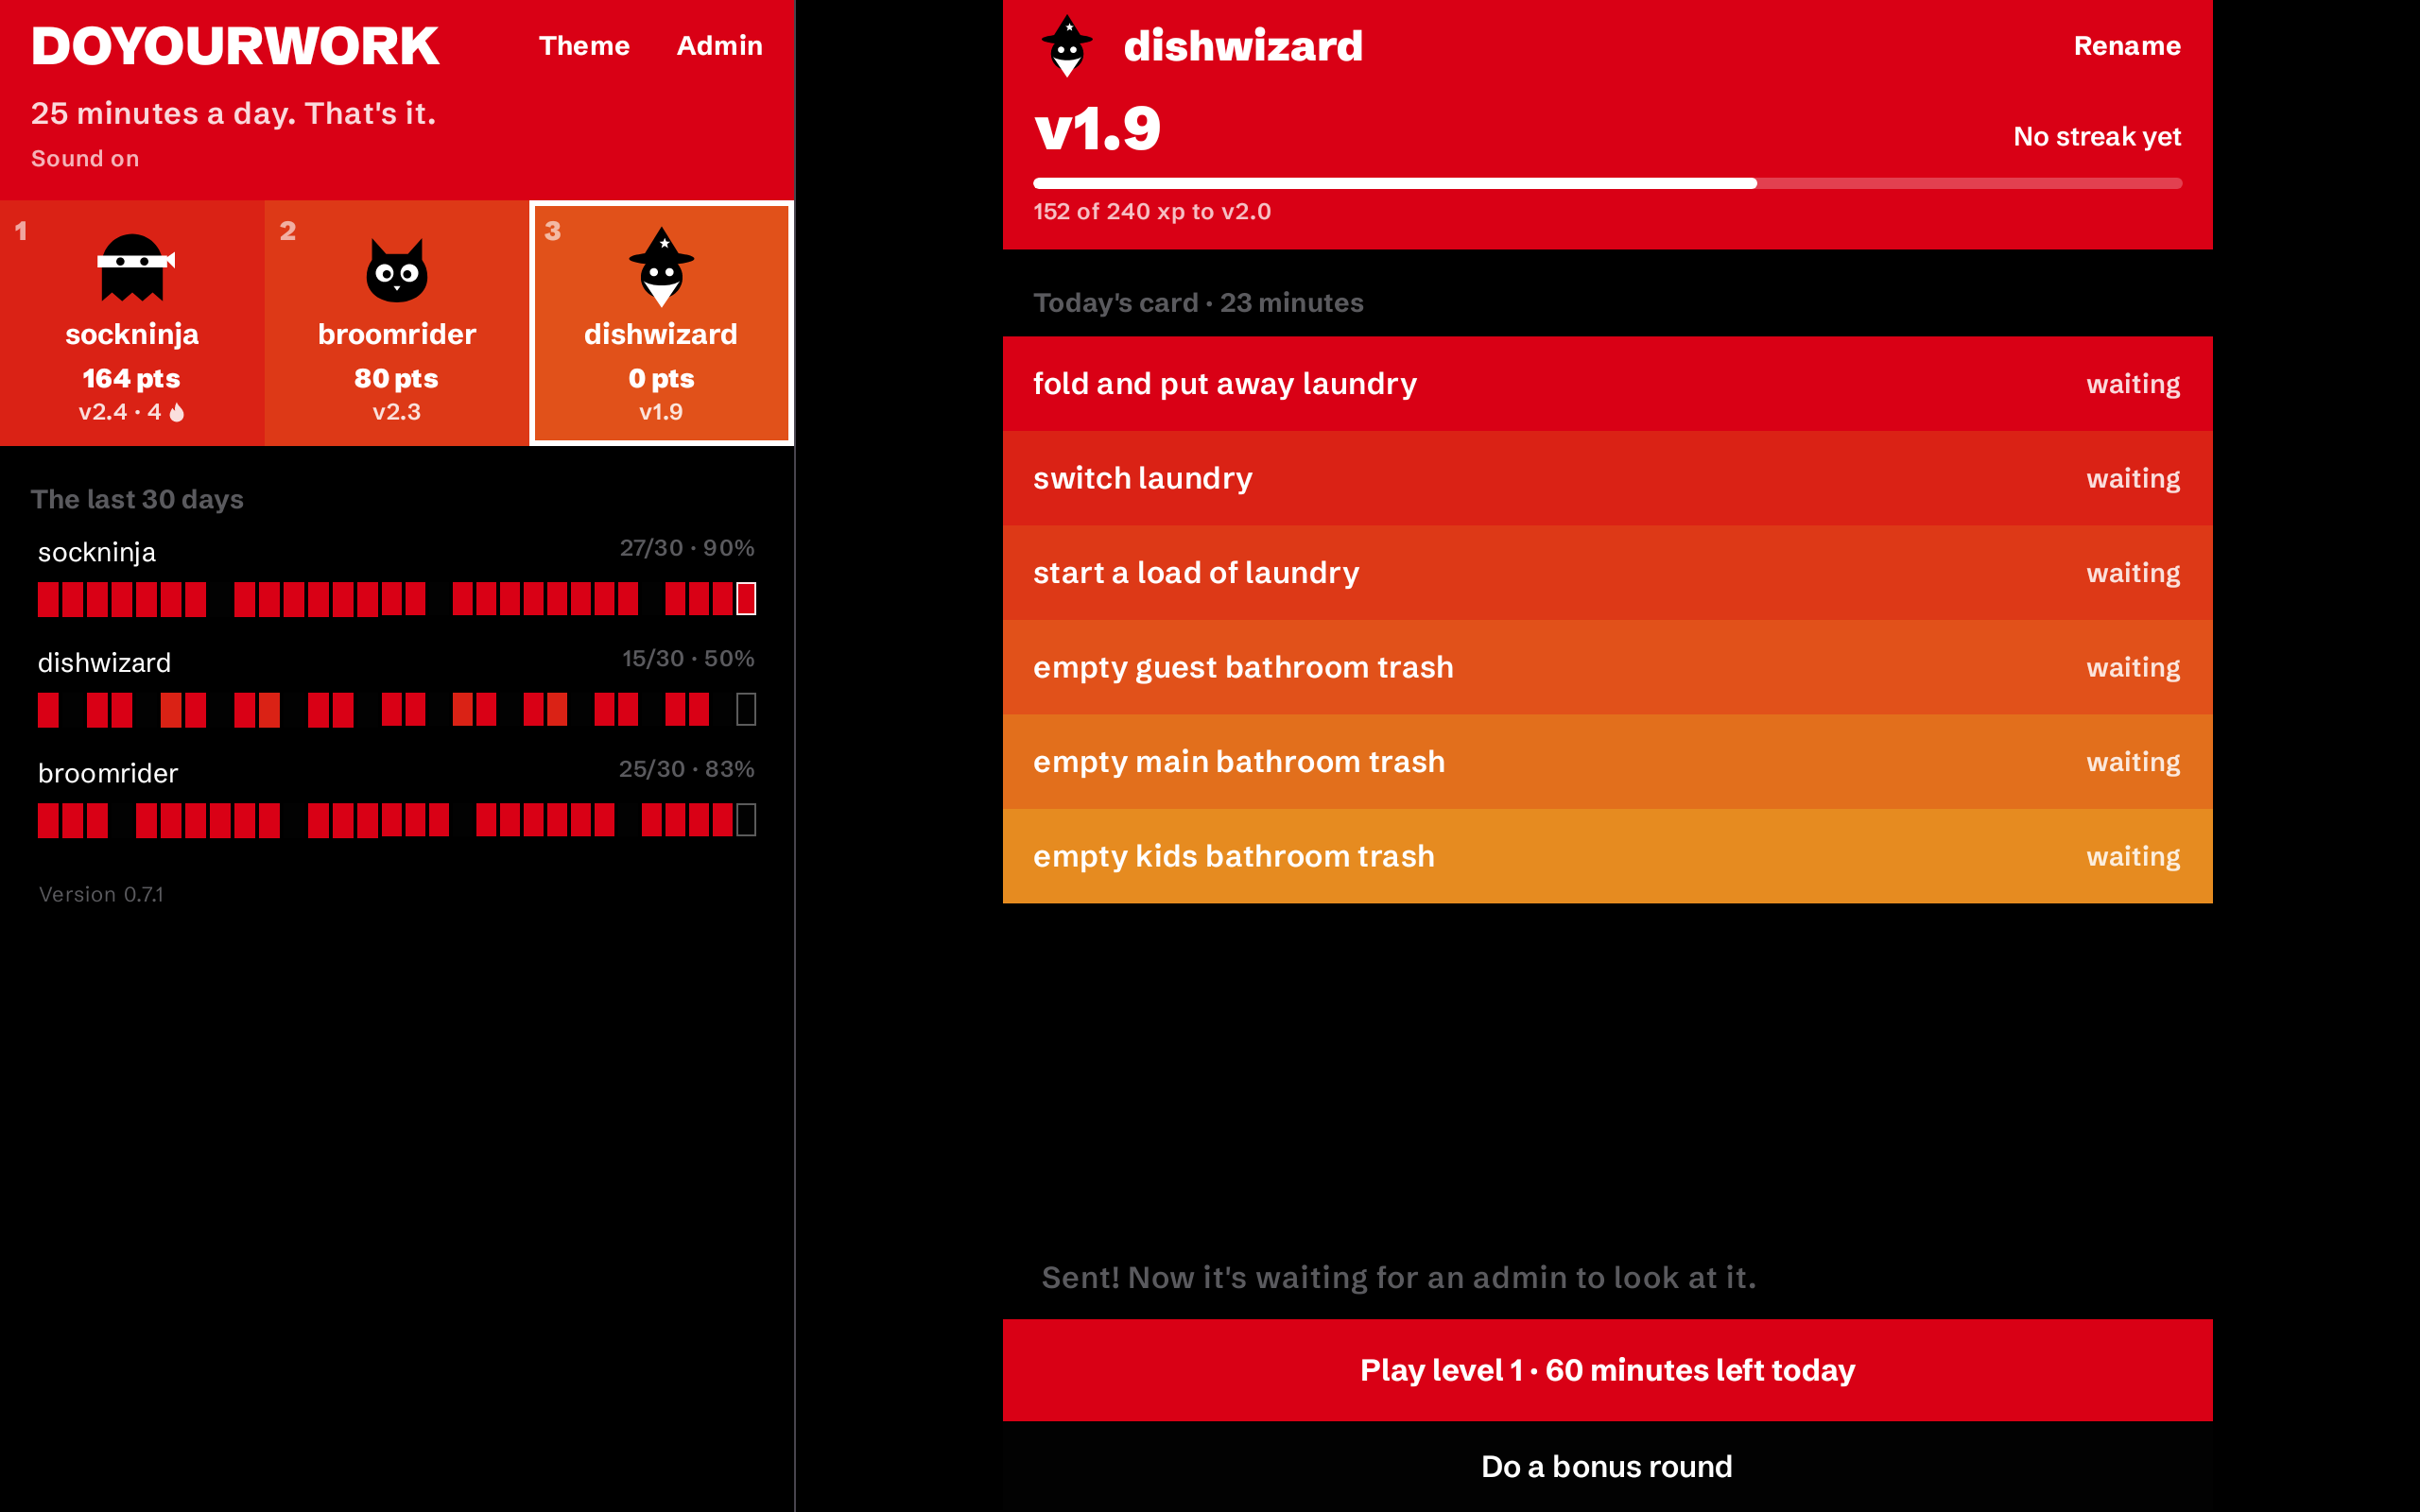 DOYOURWORK
Theme
Admin
25 minutes a day. That's it.
Sound on
1
sockninja
164 pts
v2.4 · 4
2
broomrider
80 pts
v2.3
3
dishwizard
0 pts
v1.9
The last 30 days
sockninja
27/30 · 90%
dishwizard
15/30 · 50%
broomrider
25/30 · 83%
Version 0.7.1
dishwizard
Rename
v1.9
No streak yet
152 of 240 xp to v2.0
Today's card · 23 minutes
fold and put away laundry
waiting
switch laundry
waiting
start a load of laundry
waiting
empty guest bathroom trash
waiting
empty main bathroom trash
waiting
empty kids bathroom trash
waiting
Sent! Now it's waiting for an admin to look at it.
Play level 1 · 60 minutes left today
Do a bonus round